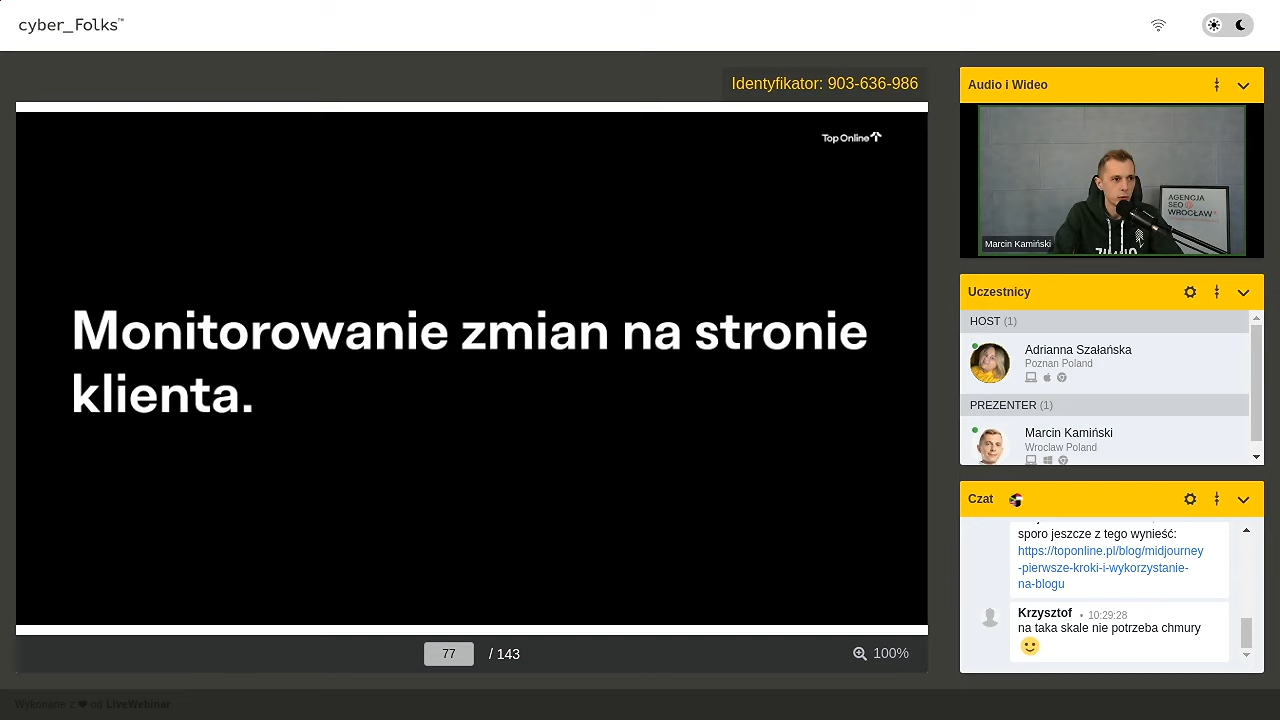 cyber_Folks™
Identyfikator: 903-636-986
Top Online
Monitorowanie zmian na stronie
klienta.
77 / 143
100%
Wykonane z ❤ od LiveWebinar
Audio i Wideo
AGENCJA
SEO
WROCŁAW
Marcin Kamiński
Uczestnicy
HOST (1)
Adrianna Szałańska
Poznan Poland
PREZENTER (1)
Marcin Kamiński
Wroclaw Poland
Czat
sporo jeszcze z tego wynieść:
https://toponline.pl/blog/midjourney
-pierwsze-kroki-i-wykorzystanie-
na-blogu
Krzysztof • 10:29:28
na taka skale nie potrzeba chmury
🙂